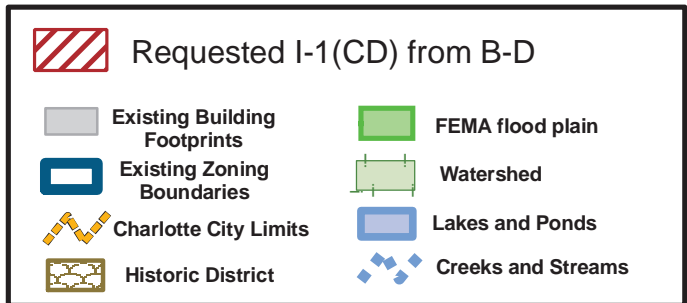 Requested I-1(CD) from B-D
Existing Building
Footprints
Existing Zoning
Boundaries
Charlotte City Limits
Historic District
FEMA flood plain
Watershed
Lakes and Ponds
Creeks and Streams